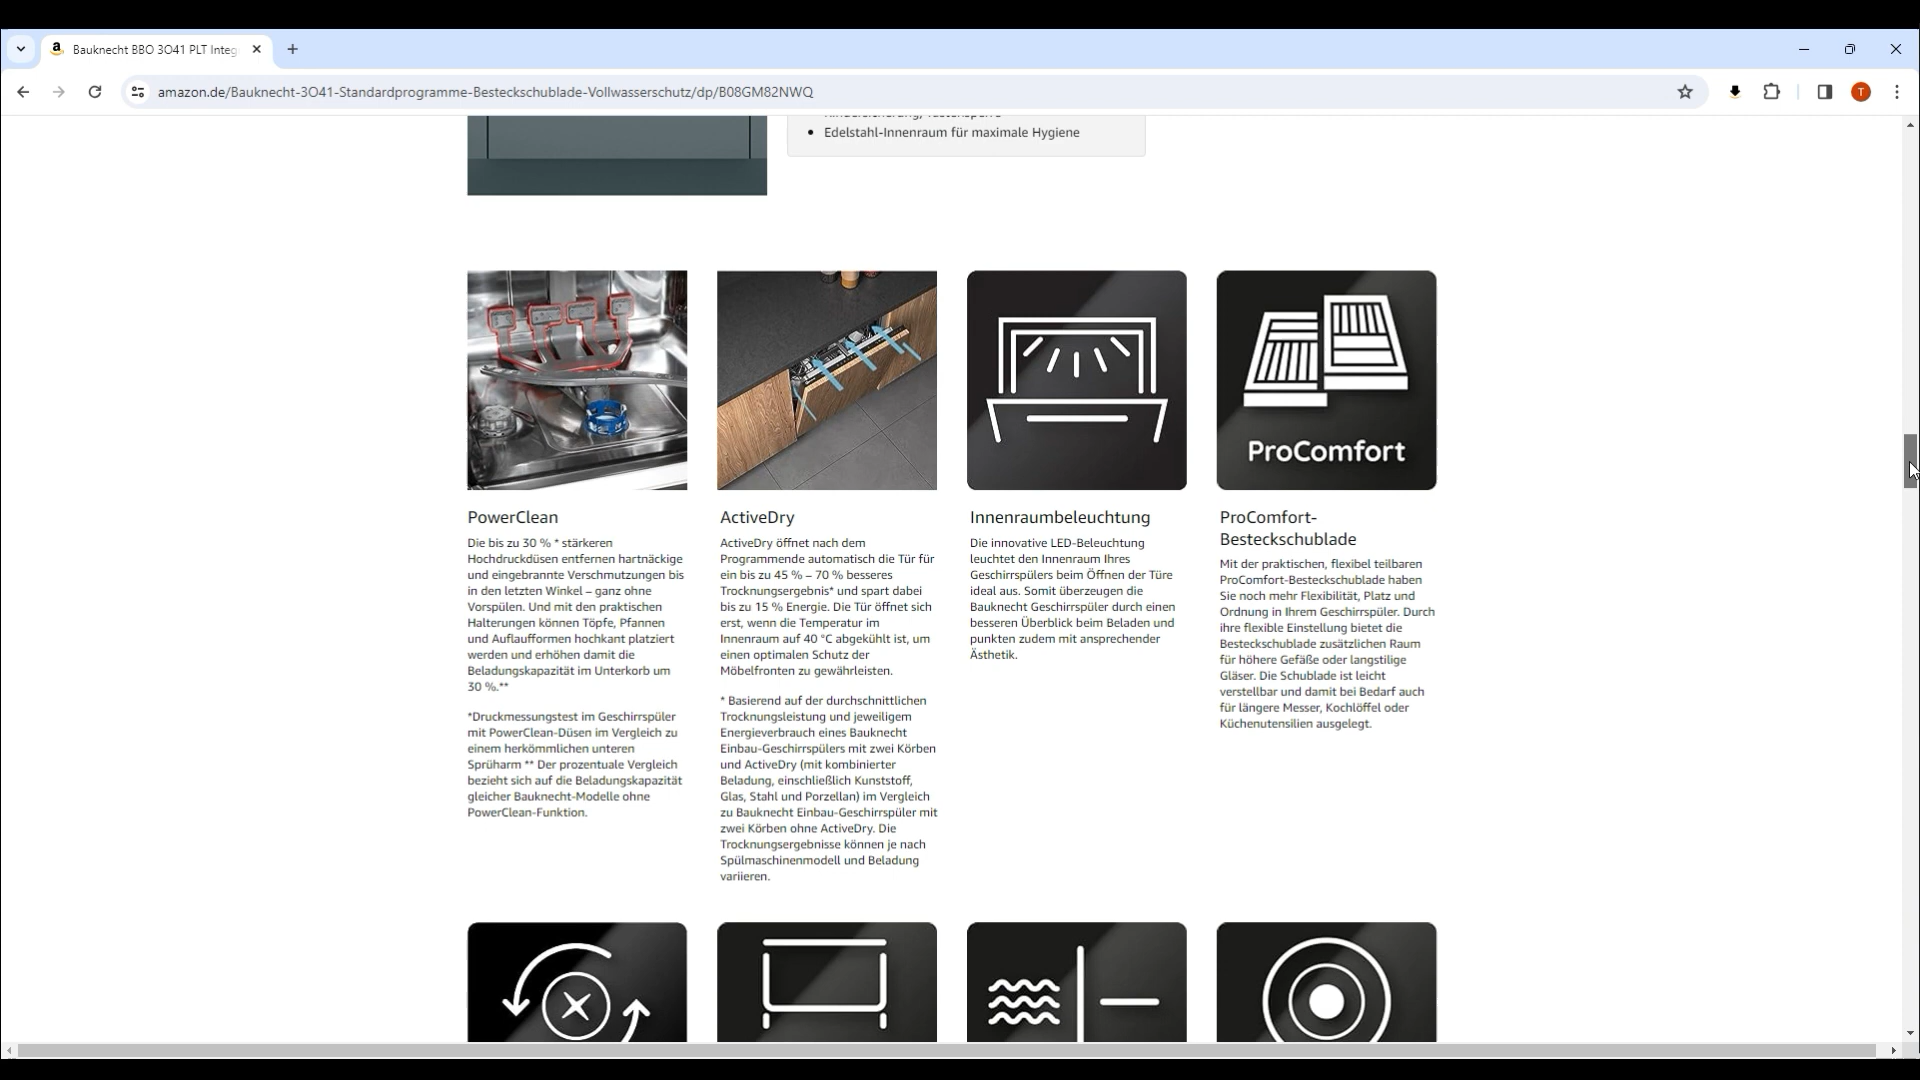 Bauknecht BBO 3O41 PLT Integ
amazon.de/Bauknecht-3O41-Standardprogramme-Besteckschublade-Vollwasserschutz/dp/B08GM82NWQ
T
Edelstahl-Innenraum für maximale Hygiene
ProComfort
PowerClean
Die bis zu 30 % * stärkeren
Hochdruckdüsen entfernen hartnäckige
und eingebrannte Verschmutzungen bis
in den letzten Winkel – ganz ohne
Vorspülen. Und mit den praktischen
Halterungen können Töpfe, Pfannen
und Auflaufformen hochkant platziert
werden und erhöhen damit die
Beladungskapazität im Unterkorb um
30 %.**
*Druckmessungstest im Geschirrspüler
mit PowerClean-Düsen im Vergleich zu
einem herkömmlichen unteren
Sprüharm ** Der prozentuale Vergleich
bezieht sich auf die Beladungskapazität
gleicher Bauknecht-Modelle ohne
PowerClean-Funktion.
ActiveDry
ActiveDry öffnet nach dem
Programmende automatisch die Tür für
ein bis zu 45 % – 70 % besseres
Trocknungsergebnis* und spart dabei
bis zu 15 % Energie. Die Tür öffnet sich
erst, wenn die Temperatur im
Innenraum auf 40 °C abgekühlt ist, um
einen optimalen Schutz der
Möbelfronten zu gewährleisten.
* Basierend auf der durchschnittlichen
Trocknungsleistung und jeweiligem
Energieverbrauch eines Bauknecht
Einbau-Geschirrspülers mit zwei Körben
und ActiveDry (mit kombinierter
Beladung, einschließlich Kunststoff,
Glas, Stahl und Porzellan) im Vergleich
zu Bauknecht Einbau-Geschirrspüler mit
zwei Körben ohne ActiveDry. Die
Trocknungsergebnisse können je nach
Spülmaschinenmodell und Beladung
variieren.
Innenraumbeleuchtung
Die innovative LED-Beleuchtung
leuchtet den Innenraum Ihres
Geschirrspülers beim Öffnen der Türe
ideal aus. Somit überzeugen die
Bauknecht Geschirrspüler durch einen
besseren Überblick beim Beladen und
punkten zudem mit ansprechender
Ästhetik.
ProComfort-
Besteckschublade
Mit der praktischen, flexibel teilbaren
ProComfort-Besteckschublade haben
Sie noch mehr Flexibilität, Platz und
Ordnung in Ihrem Geschirrspüler. Durch
ihre flexible Einstellung bietet die
Besteckschublade zusätzlichen Raum
für höhere Gefäße oder langstilige
Gläser. Die Schublade ist leicht
verstellbar und damit bei Bedarf auch
für längere Messer, Kochlöffel oder
Küchenutensilien ausgelegt.